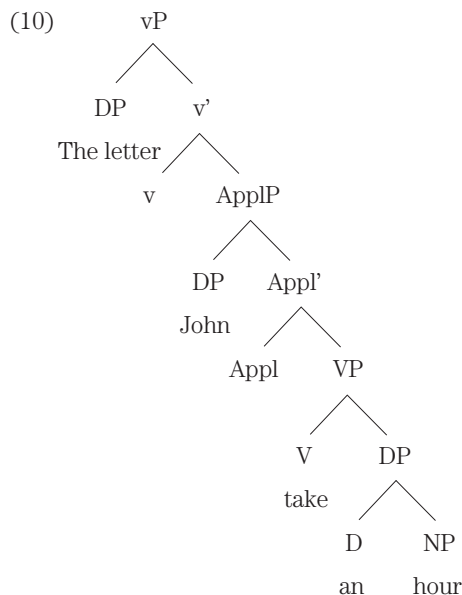 (10) vP
DP v'
The letter
v ApplP
DP Appl'
John
Appl VP
V DP
take
D NP
an hour